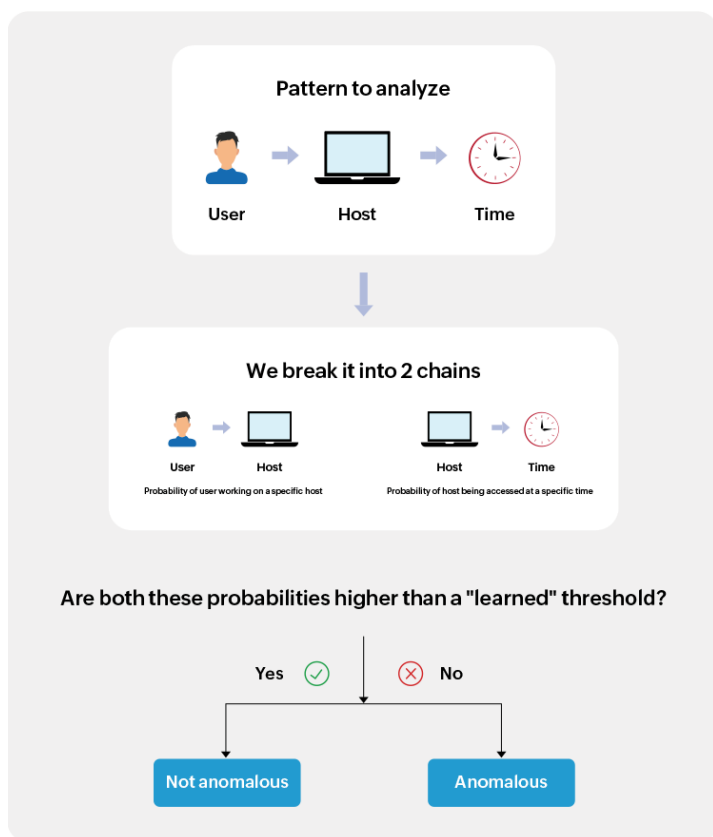 Pattern to analyze
User
Host
Time
We break it into 2 chains
User
Host
Host
Time
Probability of user working on a specific host
Probability of host being accessed at a specific time
Are both these probabilities higher than a "learned" threshold?
Yes
No
Not anomalous
Anomalous